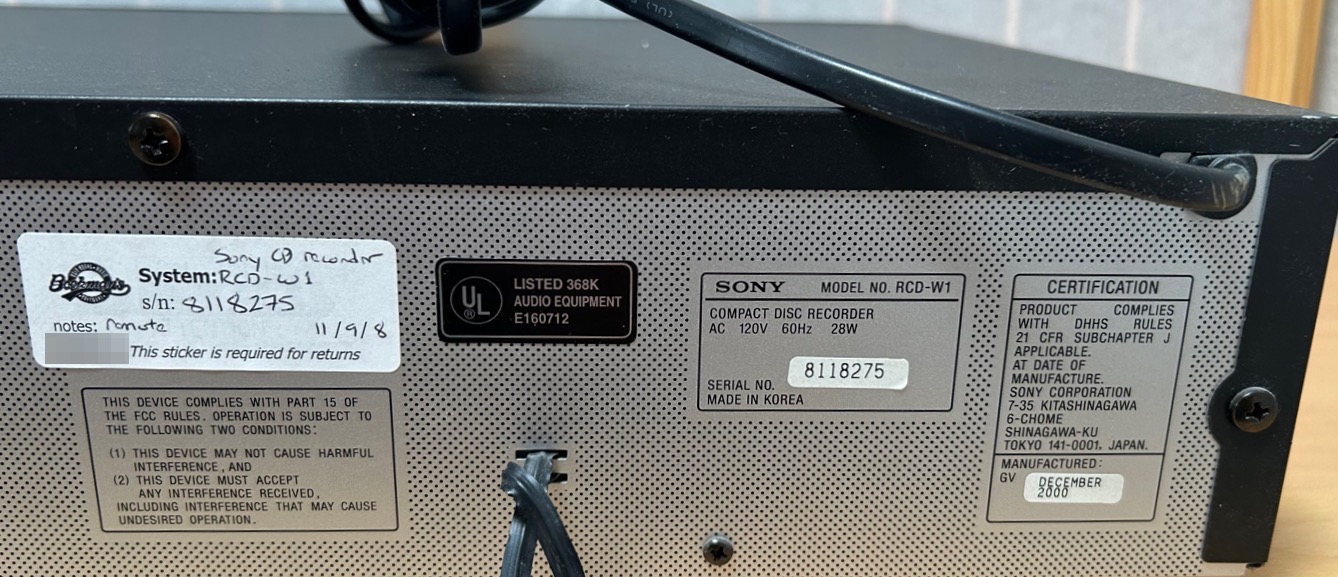 Sony CD recorder
Bookman's
System: RCD-W1
s/n: 8118275
notes: remote 11/9/8
This sticker is required for returns
THIS DEVICE COMPLIES WITH PART 15 OF
THE FCC RULES. OPERATION IS SUBJECT TO
THE FOLLOWING TWO CONDITIONS:
(1) THIS DEVICE MAY NOT CAUSE HARMFUL
INTERFERENCE, AND
(2) THIS DEVICE MUST ACCEPT
ANY INTERFERENCE RECEIVED,
INCLUDING INTERFERENCE THAT MAY CAUSE
UNDESIRED OPERATION.
UL
®
LISTED 368K
AUDIO EQUIPMENT
E160712
SONY MODEL NO. RCD-W1
COMPACT DISC RECORDER
AC 120V 60Hz 28W
8118275
SERIAL NO.
MADE IN KOREA
CERTIFICATION
PRODUCT COMPLIES
WITH DHHS RULES
21 CFR SUBCHAPTER J
APPLICABLE.
AT DATE OF
MANUFACTURE.
SONY CORPORATION
7-35 KITASHINAGAWA
6-CHOME
SHINAGAWA-KU
TOKYO 141-0001, JAPAN.
MANUFACTURED:
GV DECEMBER
2000